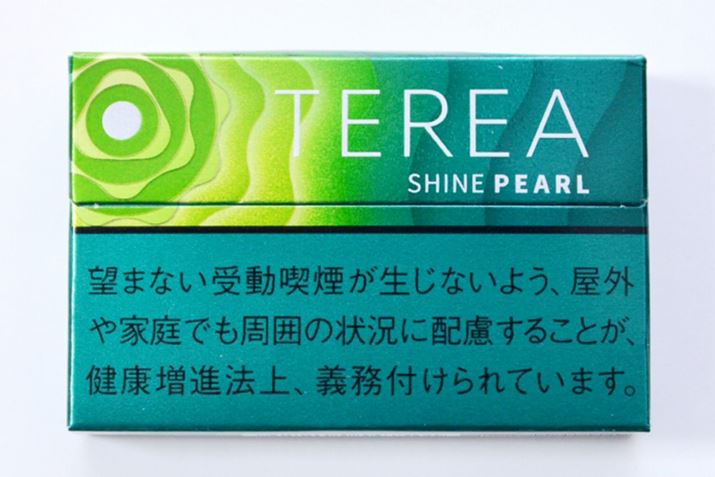 TEREA
SHINE PEARL
望まない受動喫煙が生じないよう、屋外
や家庭でも周囲の状況に配慮することが、
健康増進法上、義務付けられています。